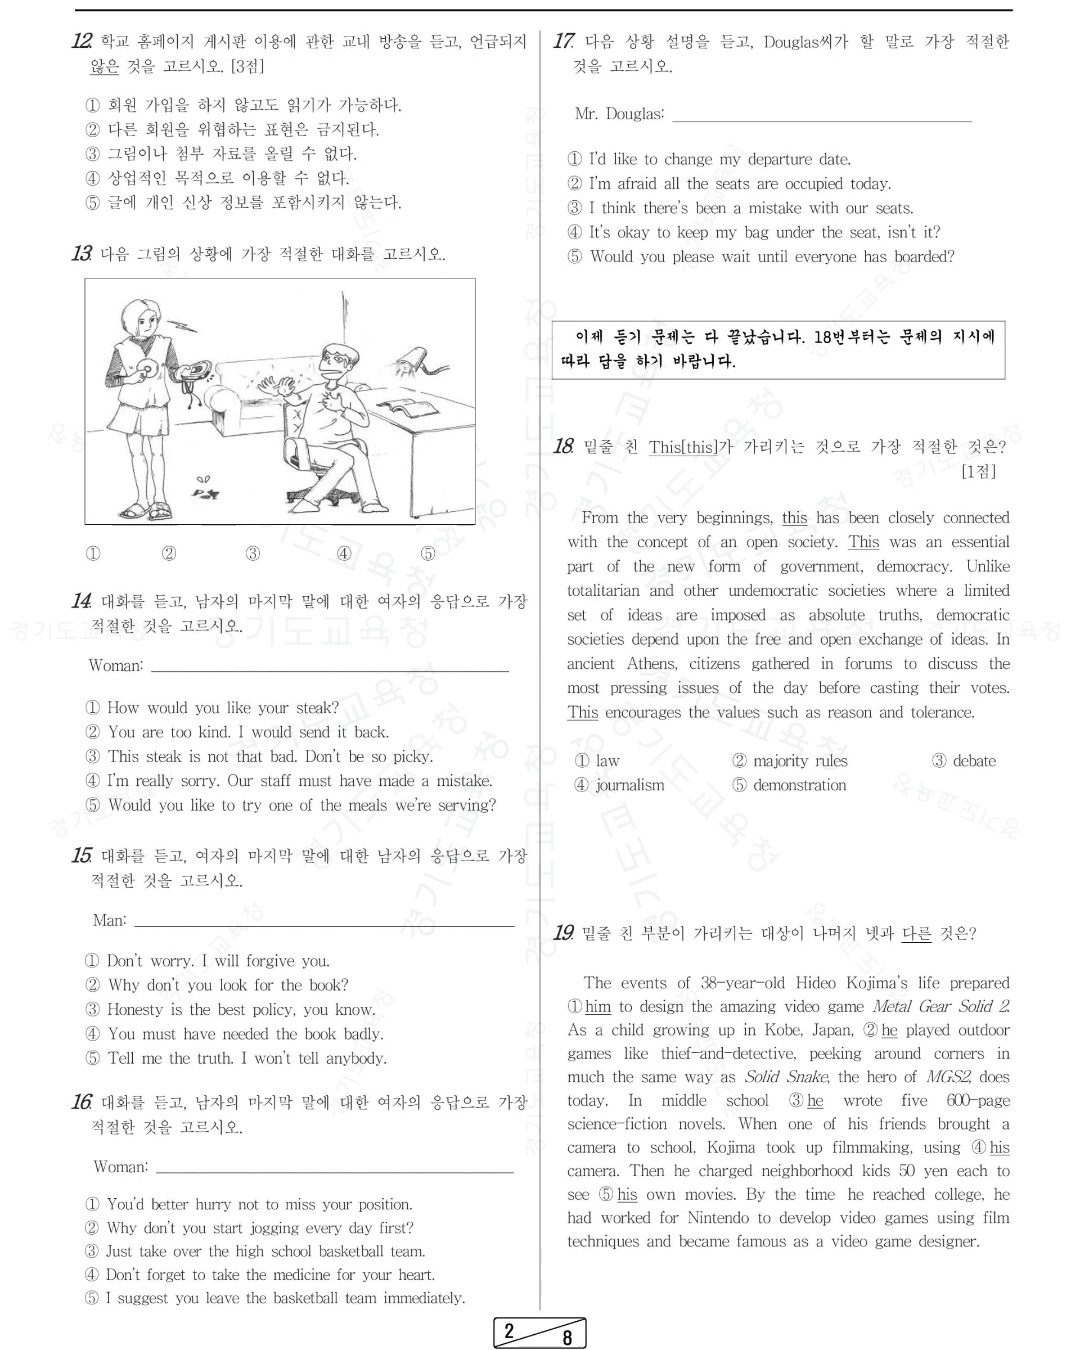 12. 학교 홈페이지 게시판 이용에 관한 교내 방송을 듣고, 언급되지
않은 것을 고르시오. [3점]
① 회원 가입을 하지 않고도 읽기가 가능하다.
② 다른 회원을 위협하는 표현은 금지된다.
③ 그림이나 첨부 자료를 올릴 수 없다.
④ 상업적인 목적으로 이용할 수 없다.
⑤ 글에 개인 신상 정보를 포함시키지 않는다.
13. 다음 그림의 상황에 가장 적절한 대화를 고르시오.
① ② ③ ④ ⑤
14. 대화를 듣고, 남자의 마지막 말에 대한 여자의 응답으로 가장
적절한 것을 고르시오.
Woman:
① How would you like your steak?
② You are too kind. I would send it back.
③ This steak is not that bad. Don't be so picky.
④ I'm really sorry. Our staff must have made a mistake.
⑤ Would you like to try one of the meals we're serving?
15. 대화를 듣고, 여자의 마지막 말에 대한 남자의 응답으로 가장
적절한 것을 고르시오.
Man:
① Don't worry. I will forgive you.
② Why don't you look for the book?
③ Honesty is the best policy, you know.
④ You must have needed the book badly.
⑤ Tell me the truth. I won't tell anybody.
16. 대화를 듣고, 남자의 마지막 말에 대한 여자의 응답으로 가장
적절한 것을 고르시오.
Woman:
① You'd better hurry not to miss your position.
② Why don't you start jogging every day first?
③ Just take over the high school basketball team.
④ Don't forget to take the medicine for your heart.
⑤ I suggest you leave the basketball team immediately.
17. 다음 상황 설명을 듣고, Douglas씨가 할 말로 가장 적절한
것을 고르시오.
Mr. Douglas:
① I'd like to change my departure date.
② I'm afraid all the seats are occupied today.
③ I think there's been a mistake with our seats.
④ It's okay to keep my bag under the seat, isn't it?
⑤ Would you please wait until everyone has boarded?
이제 듣기 문제는 다 끝났습니다. 18번부터는 문제의 지시에
따라 답을 하기 바랍니다.
18. 밑줄 친 This[this]가 가리키는 것으로 가장 적절한 것은?
[1점]
From the very beginnings, this has been closely connected
with the concept of an open society. This was an essential
part of the new form of government, democracy. Unlike
totalitarian and other undemocratic societies where a limited
set of ideas are imposed as absolute truths, democratic
societies depend upon the free and open exchange of ideas. In
ancient Athens, citizens gathered in forums to discuss the
most pressing issues of the day before casting their votes.
This encourages the values such as reason and tolerance.
① law ② majority rules ③ debate
④ journalism ⑤ demonstration
19. 밑줄 친 부분이 가리키는 대상이 나머지 넷과 다른 것은?
The events of 38-year-old Hideo Kojima's life prepared
① him to design the amazing video game Metal Gear Solid 2.
As a child growing up in Kobe, Japan, ② he played outdoor
games like thief-and-detective, peeking around corners in
much the same way as Solid Snake, the hero of MGS2, does
today. In middle school ③ he wrote five 600-page
science-fiction novels. When one of his friends brought a
camera to school, Kojima took up filmmaking, using ④ his
camera. Then he charged neighborhood kids 50 yen each to
see ⑤ his own movies. By the time he reached college, he
had worked for Nintendo to develop video games using film
techniques and became famous as a video game designer.
2 8
경기도교육청